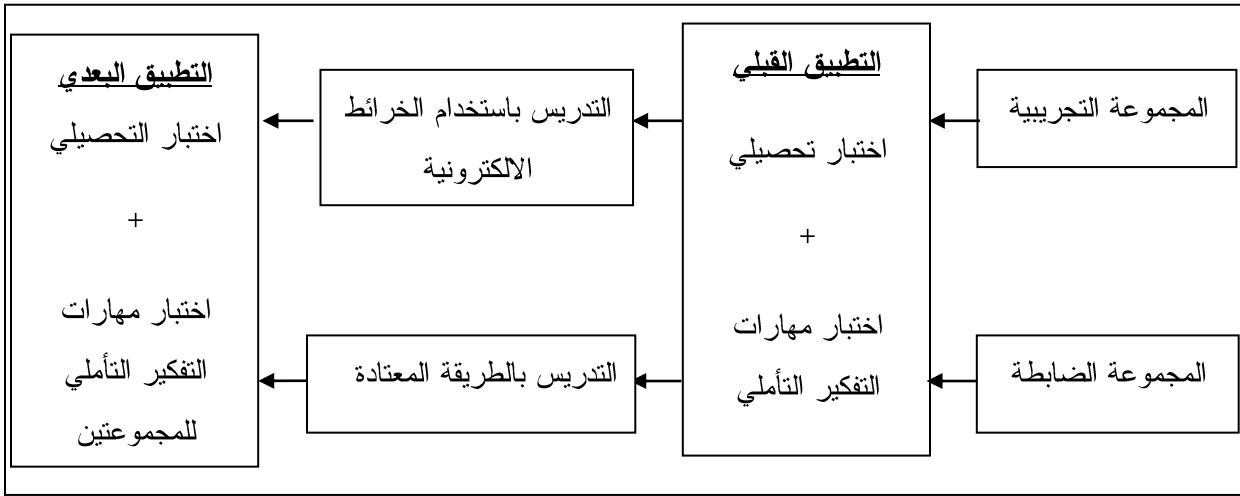 المجموعة التجريبية
المجموعة الضابطة
التطبيق القبلي
اختبار تحصيلي
+
اختبار مهارات
التفكير التأملي
التدريس باستخدام الخرائط
الالكترونية
التدريس بالطريقة المعتادة
التطبيق البعدي
اختبار التحصيلي
+
اختبار مهارات
التفكير التأملي
للمجموعتين